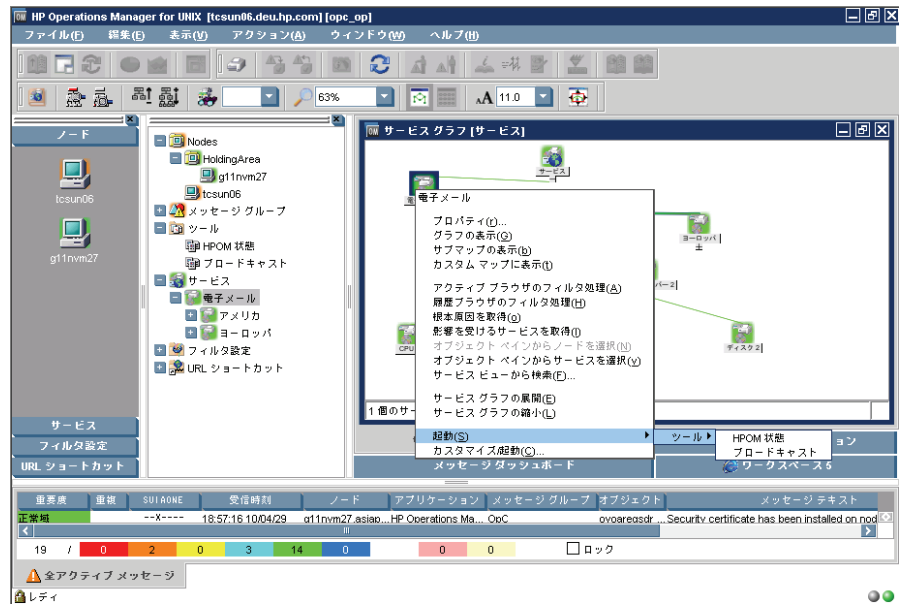 HP Operations Manager for UNIX [tcsun06.deu.hp.com] [opc_op]
ファイル(F) 編集(E) 表示(V) アクション(A) ウィンドウ(W) ヘルプ(H)
63%
AA 11.0
ノード
tcsun06
g11nvm27
サービス
フィルタ設定
URL ショートカット
Nodes
HoldingArea
g11nvm27
tcsun06
メッセージ グループ
ツール
HPOM 状態
ブロードキャスト
サービス
電子メール
アメリカ
ヨーロッパ
フィルタ設定
URL ショートカット
サービス グラフ [サービス]
サービス
ヨーロッパ
バー2
ディスク2
CPU
1 個のサー
電子メール
プロパティ(r)...
グラフの表示(G)
サブマップの表示(b)
カスタム マップに表示(t)
アクティブ ブラウザのフィルタ処理(A)
履歴ブラウザのフィルタ処理(H)
根本原因を取得(o)
影響を受けるサービスを取得(I)
オブジェクト ペインからノードを選択(N)
オブジェクト ペインからサービスを選択(v)
サービス ビューから検索(F)...
サービス グラフの展開(E)
サービス グラフの縮小(L)
起動(S)
カスタマイズ/起動(C)...
ツール
HPOM 状態
ブロードキャスト
ョン
メッセージ ダッシュボード
ワークスペース 5
重要度 重複 SUIAONE 受信時刻 ノード アプリケーション メッセージ グループ オブジェクト メッセージ テキスト
正常域 --X---- 18:57:16 10/04/29 g11nvm27.asiap... HP Operations Ma... OpC ovoareqsdr ... Security certificate has been installed on nod
19 / 0 2 0 3 14 0 0 0 ロック
全アクティブ メッセージ
レディ